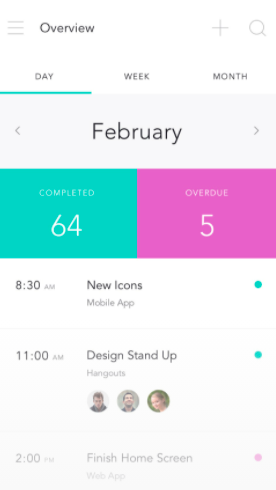 Overview
DAY WEEK MONTH
February
COMPLETED OVERDUE
64 5
8:30 AM New Icons
Mobile App
11:00 AM Design Stand Up
Hangouts
2:00 PM Finish Home Screen
Web App